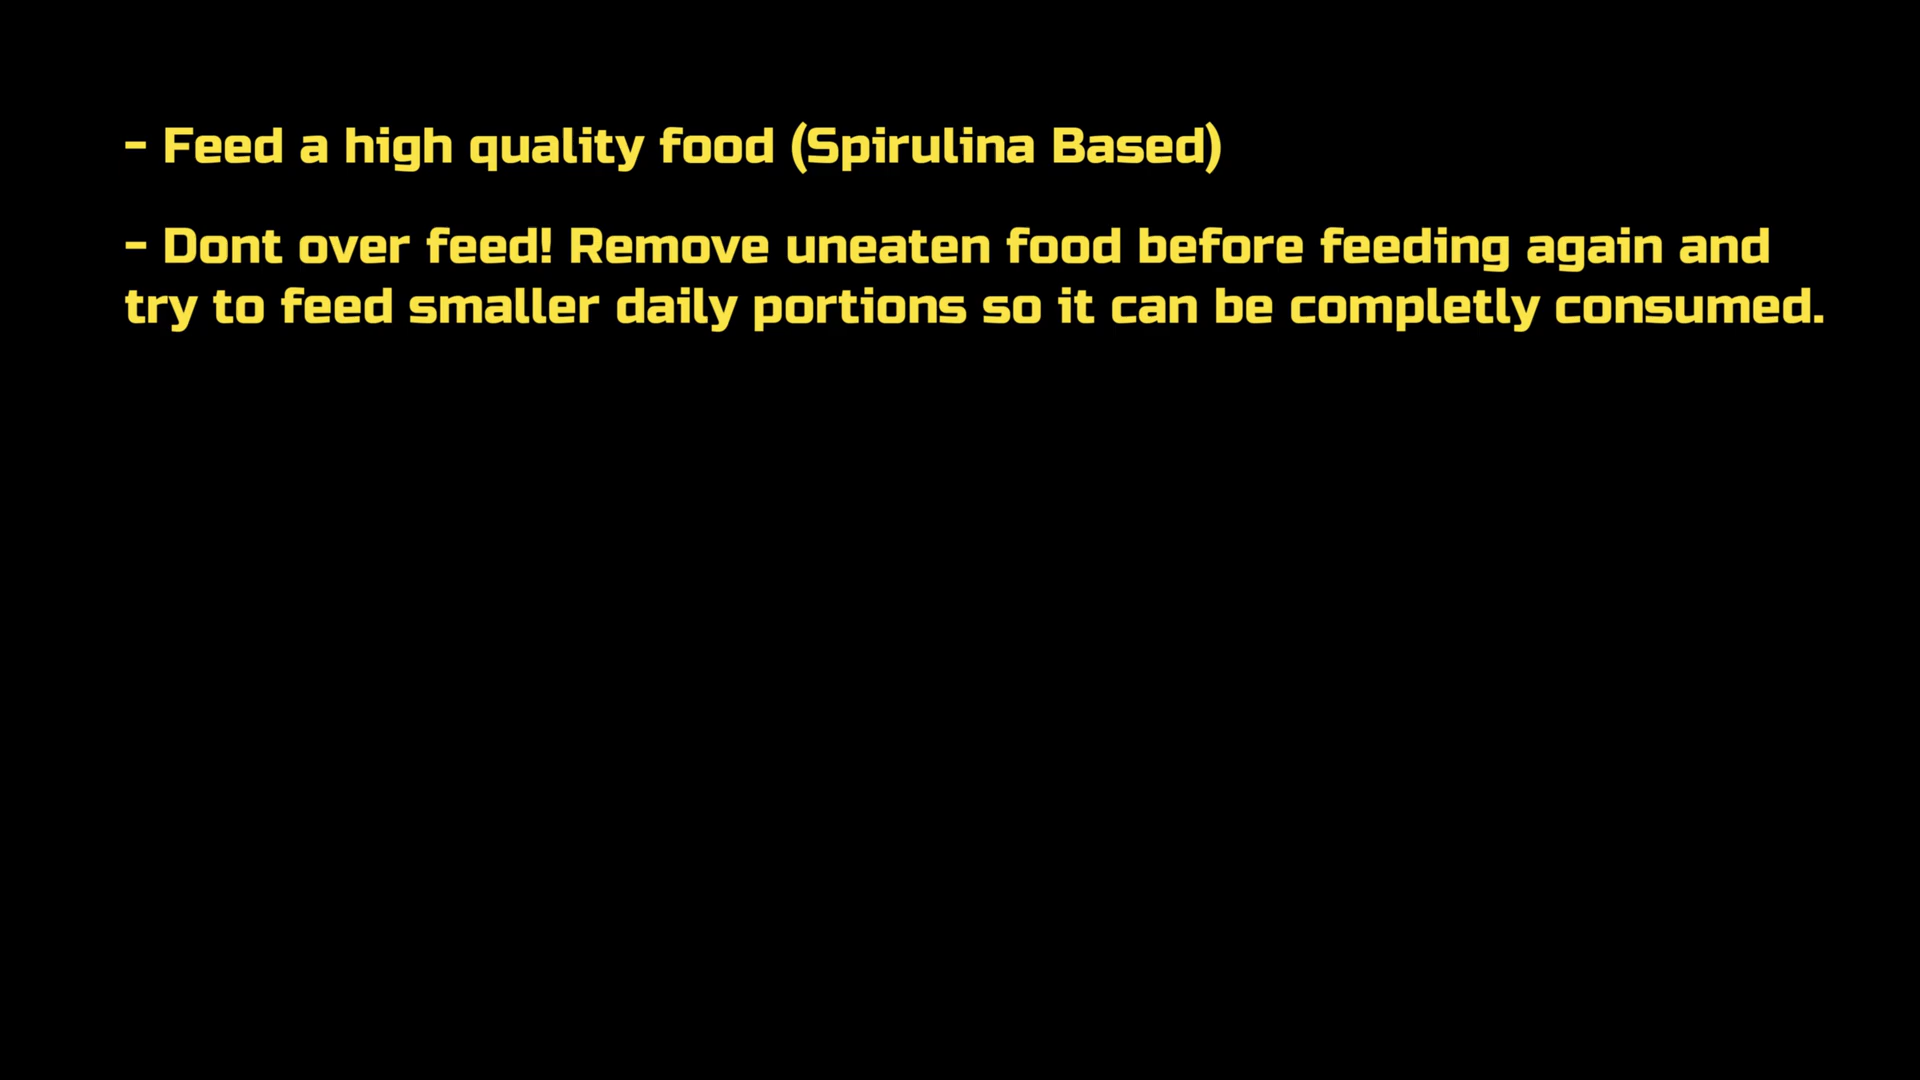 - Feed a high quality food (Spirulina Based)
- Dont over feed! Remove uneaten food before feeding again and
try to feed smaller daily portions so it can be completly consumed.